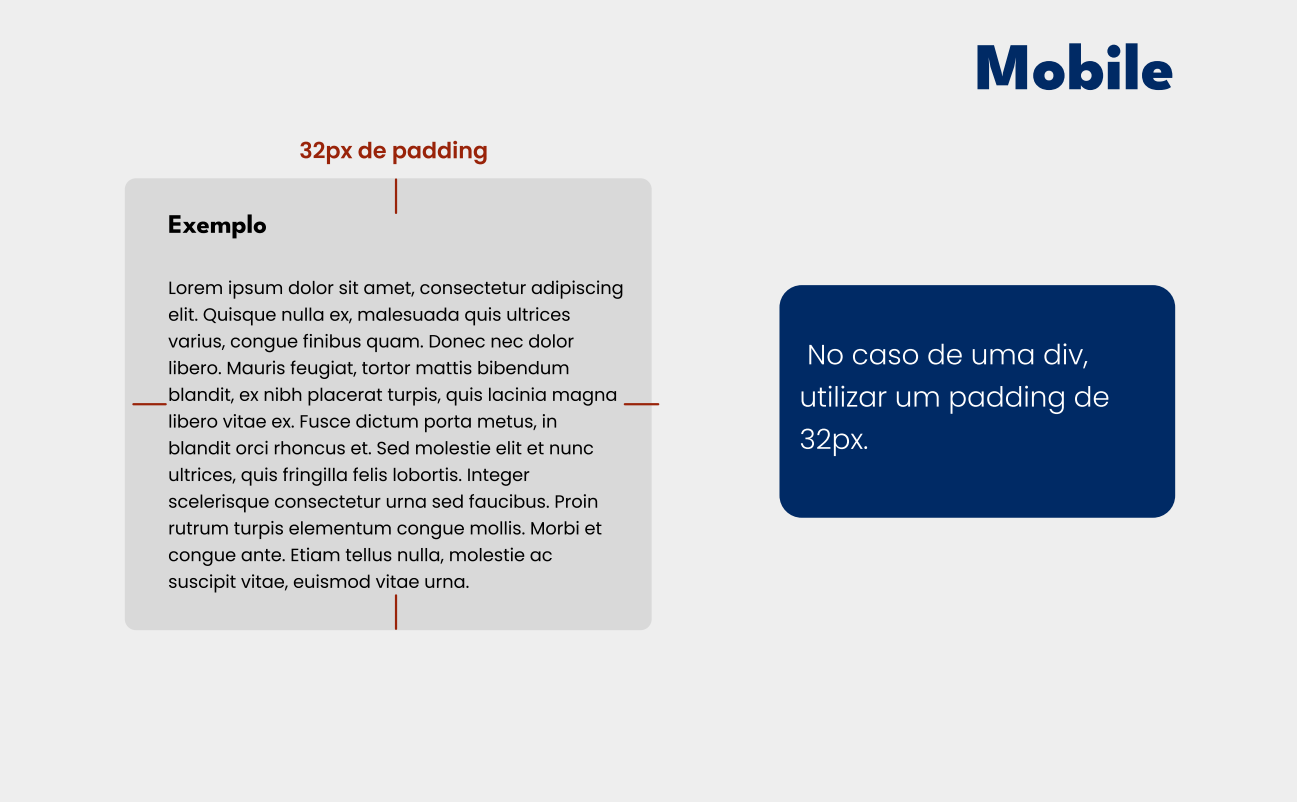 Mobile
32px de padding
Exemplo
Lorem ipsum dolor sit amet, consectetur adipiscing
elit. Quisque nulla ex, malesuada quis ultrices
varius, congue finibus quam. Donec nec dolor
libero. Mauris feugiat, tortor mattis bibendum
blandit, ex nibh placerat turpis, quis lacinia magna
libero vitae ex. Fusce dictum porta metus, in
blandit orci rhoncus et. Sed molestie elit et nunc
ultrices, quis fringilla felis lobortis. Integer
scelerisque consectetur urna sed faucibus. Proin
rutrum turpis elementum congue mollis. Morbi et
congue ante. Etiam tellus nulla, molestie ac
suscipit vitae, euismod vitae urna.
No caso de uma div,
utilizar um padding de
32px.